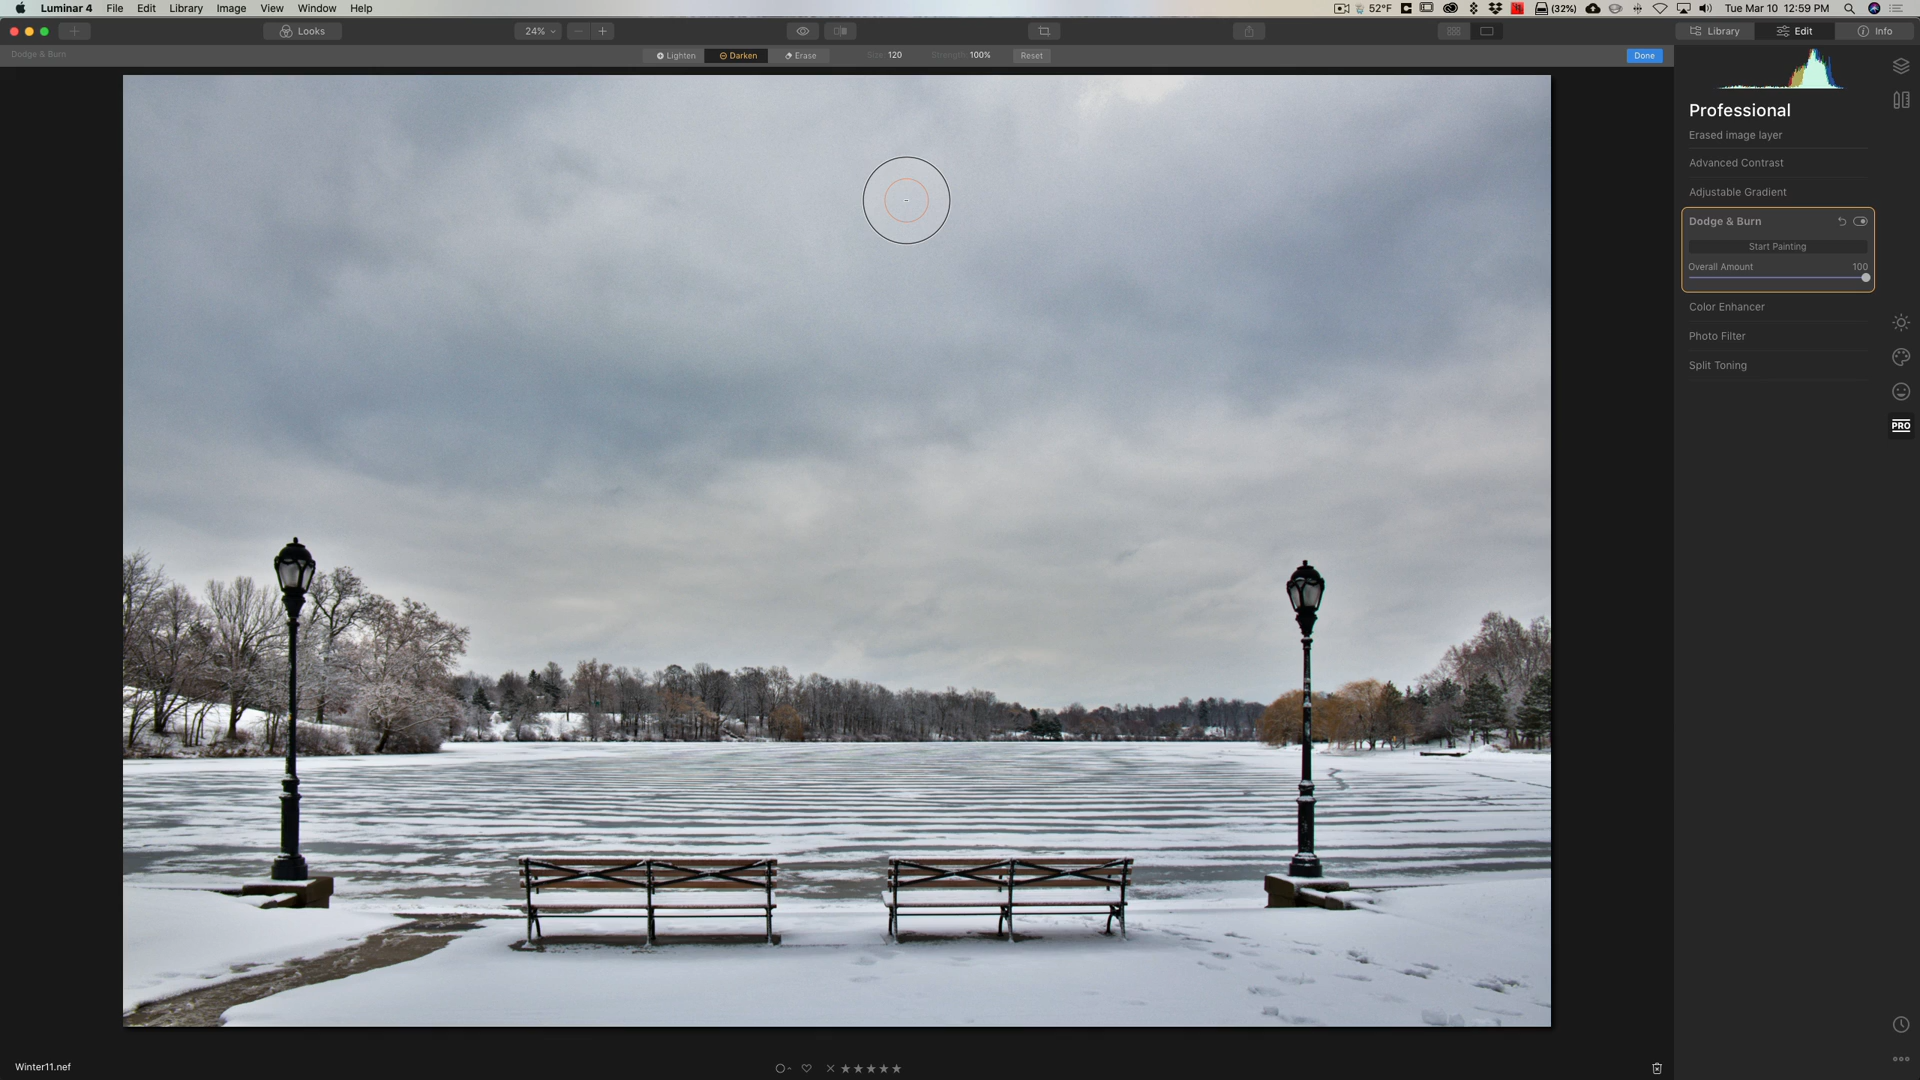 Luminar 4 File Edit Library Image View Window Help 52°F (32%) Tue Mar 10 12:59 PM
Looks 24% Library Edit Info
Dodge & Burn Lighten Darken Erase Size 120 Strength 100% Reset Done
Professional
Erased image layer
Advanced Contrast
Adjustable Gradient
Dodge & Burn
Start Painting
Overall Amount 100
Color Enhancer
Photo Filter
Split Toning
PRO
Winter11.nef